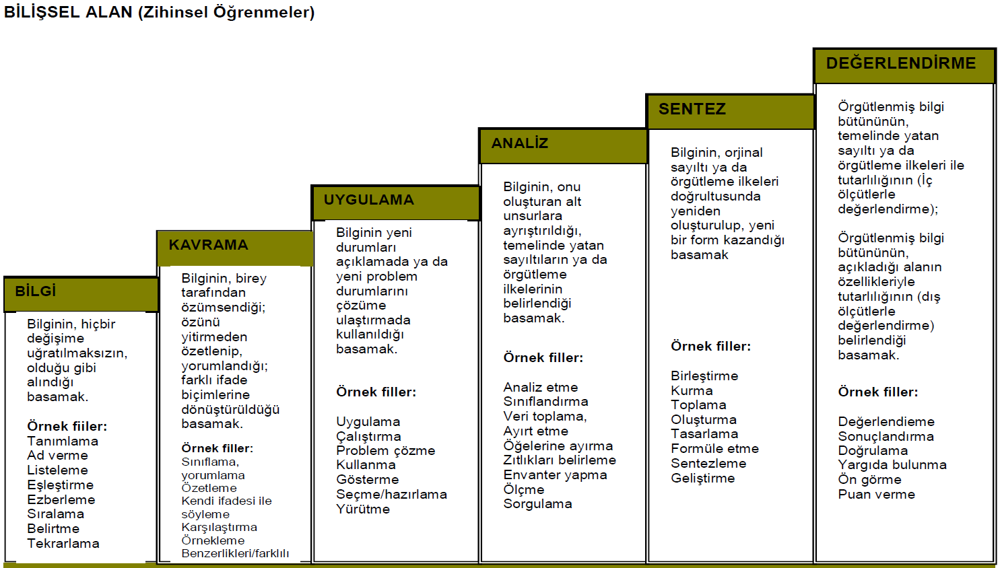 BİLİŞSEL ALAN (Zihinsel Öğrenmeler)
BİLGİ
Bilginin, hiçbir
değişime
uğratılmaksızın,
olduğu gibi
alındığı
basamak.
Örnek fiiler:
Tanımlama
Ad verme
Listeleme
Eşleştirme
Ezberleme
Sıralama
Belirtme
Tekrarlama
KAVRAMA
Bilginin, birey
tarafından
özümsendiği;
özünü
yitirmeden
özetlenip,
yorumlandığı;
farklı ifade
biçimlerine
dönüştürüldüğü
basamak.
Örnek filler:
Sınıflama,
yorumlama
Özetleme
Kendi ifadesi ile
söyleme
Karşılaştırma
Örnekleme
Benzerlikleri/farklılı
UYGULAMA
Bilginin yeni
durumları
açıklamada ya da
yeni problem
durumlarını
çözüme
ulaştırmada
kullanıldığı
basamak.
Örnek filler:
Uygulama
Çalıştırma
Problem çözme
Kullanma
Gösterme
Seçme/hazırlama
Yürütme
ANALİZ
Bilginin, onu
oluşturan alt
unsurlara
ayrıştırıldığı,
temelinde yatan
sayıltıların ya da
örgütleme
ilkelerinin
belirlendiği
basamak.
Örnek filler:
Analiz etme
Sınıflandırma
Veri toplama,
Ayırt etme
Öğelerine ayırma
Zıtlıkları belirleme
Envanter yapma
Ölçme
Sorgulama
SENTEZ
Bilginin, orjinal
sayıltı ya da
örgütleme ilkeleri
doğrultusunda
yeniden
oluşturulup, yeni
bir form kazandığı
basamak
Örnek filler:
Birleştirme
Kurma
Toplama
Oluşturma
Tasarlama
Formüle etme
Sentezleme
Geliştirme
DEĞERLENDİRME
Örgütlenmiş bilgi
bütününün,
temelinde yatan
sayıltı ya da
örgütleme ilkeleri ile
tutarlılığının (İç
ölçütlerle
değerlendirme);
Örgütlenmiş bilgi
bütününün,
açıkladığı alanın
özellikleriyle
tutarlılığının (dış
ölçütlerle
değerlendirme)
belirlendiği
basamak.
Örnek filler:
Değerlendieme
Sonuçlandırma
Doğrulama
Yargıda bulunma
Ön görme
Puan verme